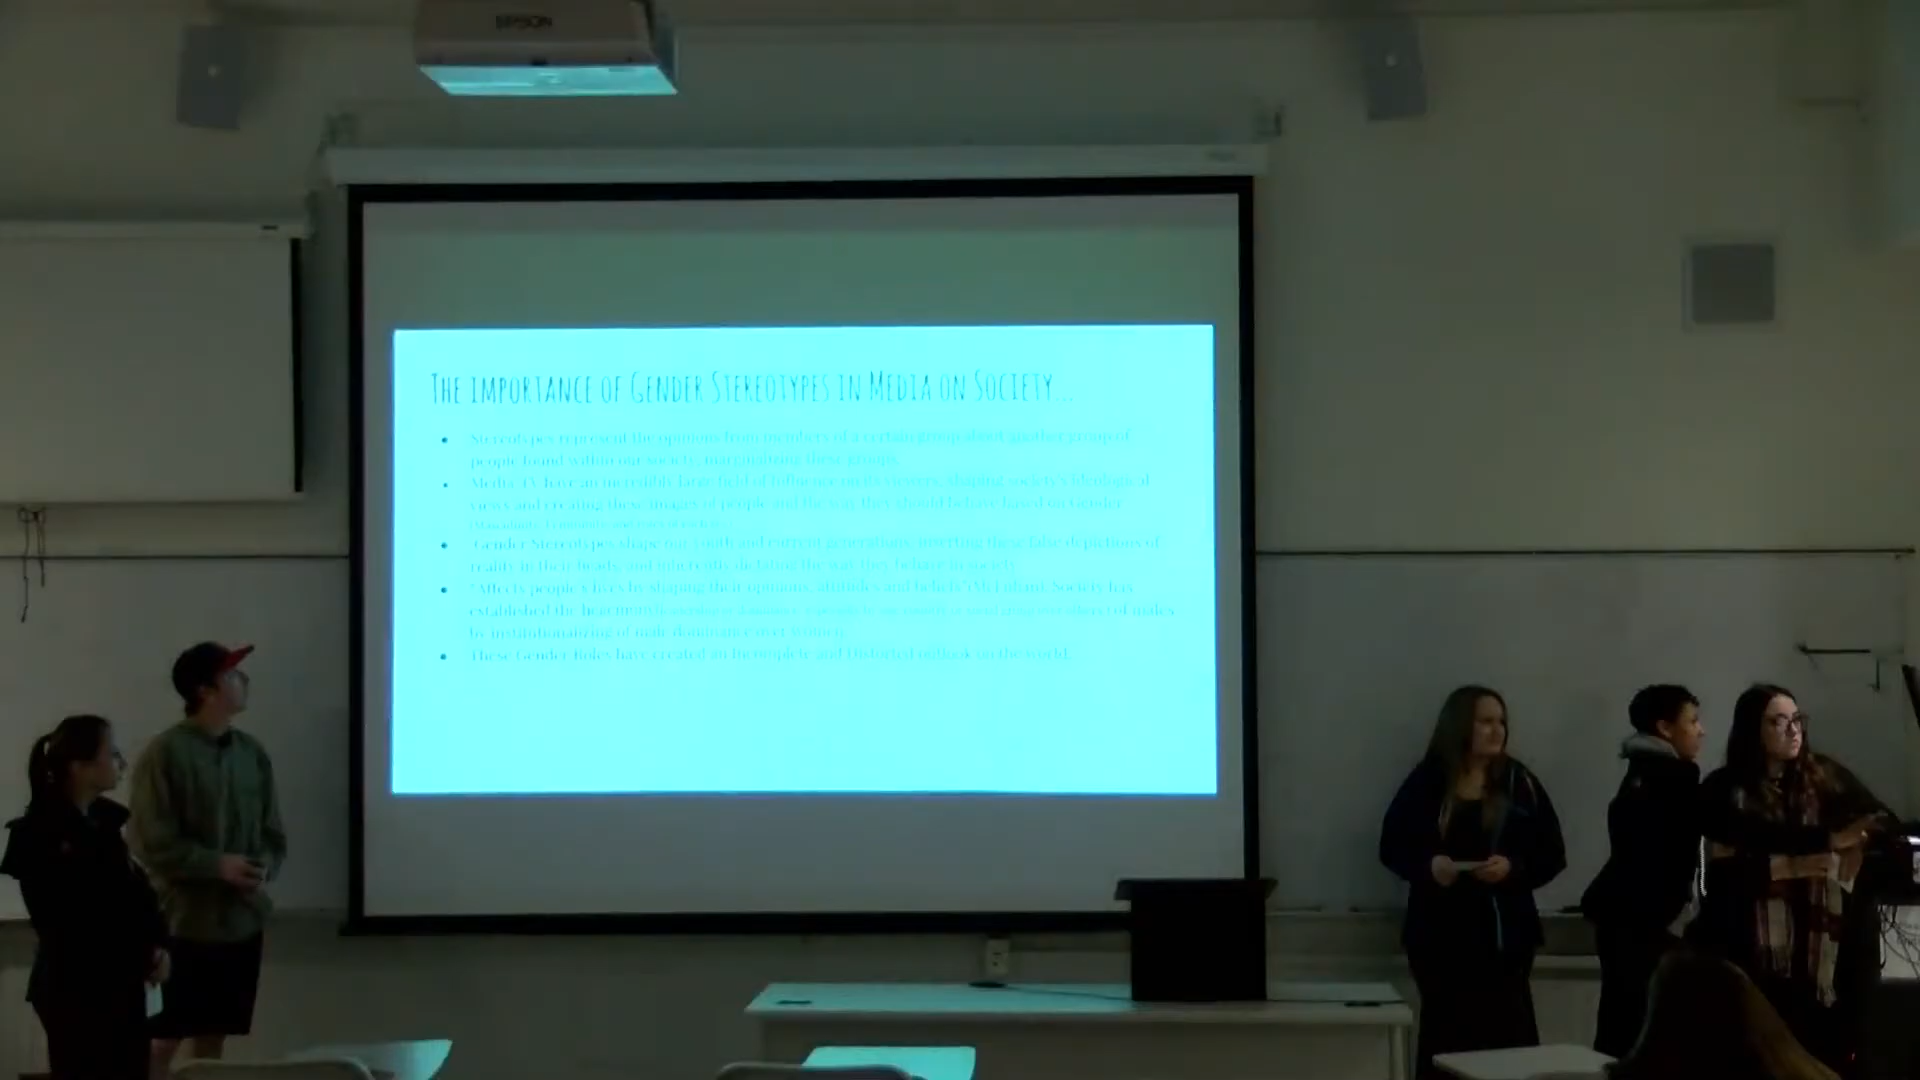 EPSON
The importance of Gender Stereotypes in Media on Society...
Stereotypes represent the opinions from members of a certain group about another group of
people found within our society, marginalizing these groups.
Media/TV have an incredibly large field of influence on its viewers, shaping society's ideological
views and creating these images of people and the way they should behave based on Gender
Gender Stereotypes shape our youth and current generations, inserting these false depictions of
reality in their heads, and inherently dictating the way they behave in society.
"Affects people's lives by shaping their opinions, attitudes and beliefs" (McLuhan). Society has
established the hegemonic of males
by institutionalizing of male dominance over women.
These Gender Roles have created an Incomplete and Distorted outlook on the world.